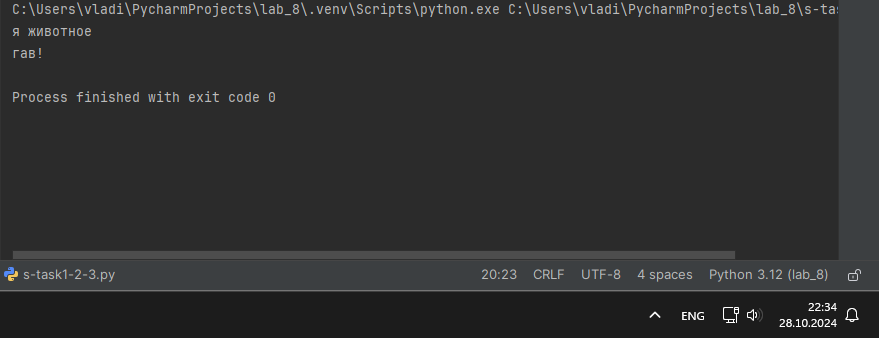 C:\Users\vladi\PycharmProjects\lab_8\.venv\Scripts\python.exe C:\Users\vladi\PycharmProjects\lab_8\s-ta
я животное
гав!
Process finished with exit code 0
s-task1-2-3.py 20:23 CRLF UTF-8 4 spaces Python 3.12 (lab_8)
ENG 22:34
28.10.2024